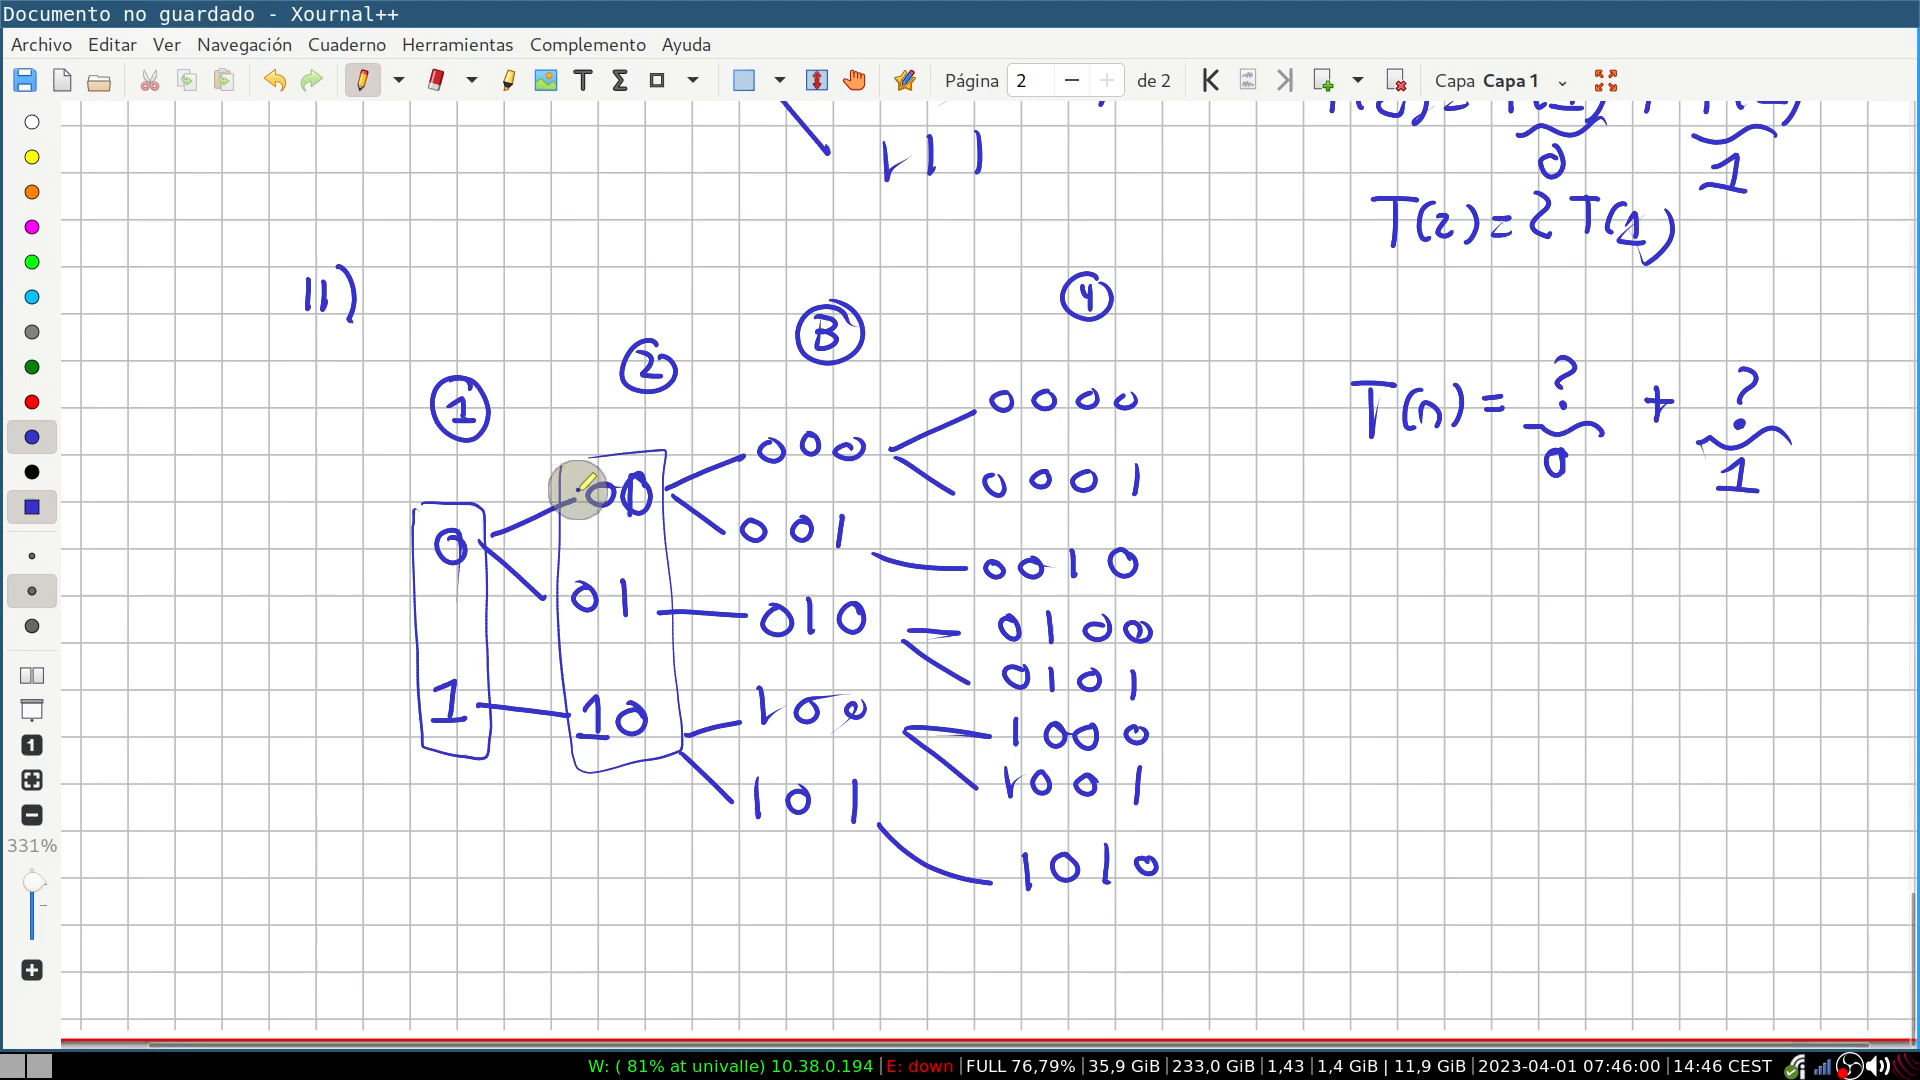 Documento no guardado - Xournal++
Archivo Editar Ver Navegación Cuaderno Herramientas Complemento Ayuda
Página 2 de 2 Capa Capa 1
111
0 1
T(2) = 2 T(1)
11)
1 2 3 4
T(n) = ? + ?
0 1
0 00 000 0000
0001
001 0010
01 010 0100
0101
1 10 100 1000
1001
101 1010
1
331%
W: ( 81% at univalle) 10.38.0.194 | E: down | FULL 76,79% | 35,9 GiB | 233,0 GiB | 1,43 | 1,4 GiB | 11,9 GiB | 2023-04-01 07:46:00 | 14:46 CEST